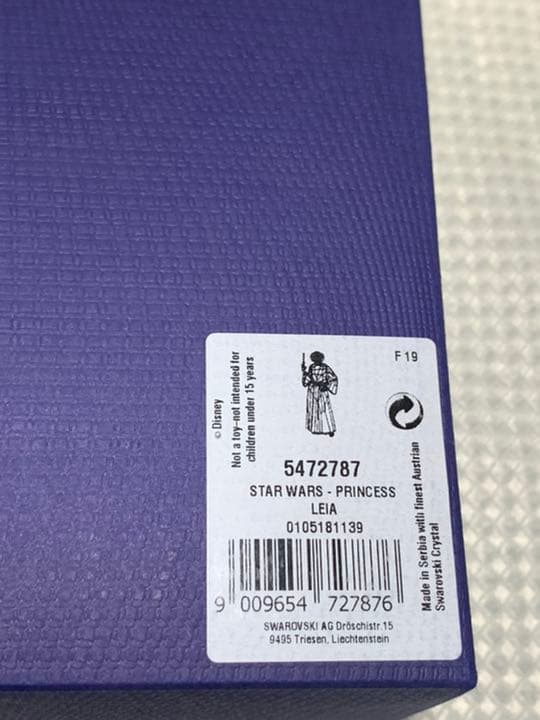 F 19
© Disney
Not a toy-not intended for
children under 15 years
5472787
STAR WARS - PRINCESS
LEIA
0105181139
9 009654 727876
Made in Serbia with finest Austrian
Swarovski Crystal
SWAROVSKI AG Dröschistr.15
9495 Triesen, Liechtenstein